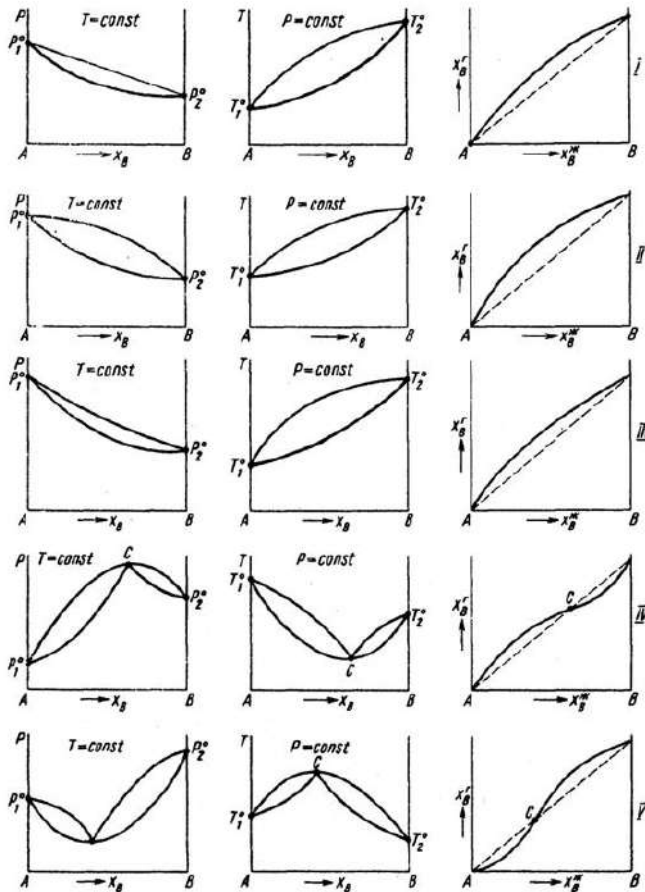 P T=const
P₁°
P₂°
A → x_B B
T P=const
T₂°
T₁°
A → x_B B
x_B^г
A → x_B^ж B
I
P T=const
P₁°
P₂°
A → x_B B
T P=const
T₂°
T₁°
A → x_B B
x_B^г
A → x_B^ж B
II
P T=const
P₁°
P₂°
A → x_B B
T P=const
T₂°
T₁°
A → x_B B
x_B^г
A → x_B^ж B
P T=const
C
P₂°
P₁°
A → x_B B
T P=const
T₁°
T₂°
C
A → x_B B
x_B^г
C
A → x_B^ж B
IV
P T=const
P₂°
P₁°
A → x_B B
T P=const
C
T₁°
T₂°
A → x_B B
x_B^г
C
A → x_B^ж B
V